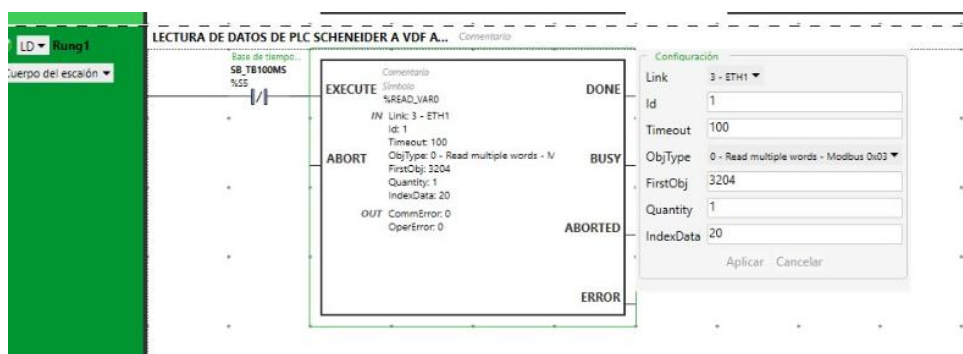 LD Rung1
Cuerpo del escalón
LECTURA DE DATOS DE PLC SCHENEIDER A VDF A... Comentario
Base de tiempo...
SB_TB100MS
%S5
EXECUTE
ABORT
Comentario
Símbolo
%READ_VAR0
IN Link: 3 - ETH1
Id: 1
Timeout: 100
ObjType: 0 - Read multiple words - M
FirstObj: 3204
Quantity: 1
IndexData: 20
OUT CommError: 0
OperError: 0
DONE
BUSY
ABORTED
ERROR
Configuración
Link 3 - ETH1
Id 1
Timeout 100
ObjType 0 - Read multiple words - Modbus 0x03
FirstObj 3204
Quantity 1
IndexData 20
Aplicar Cancelar